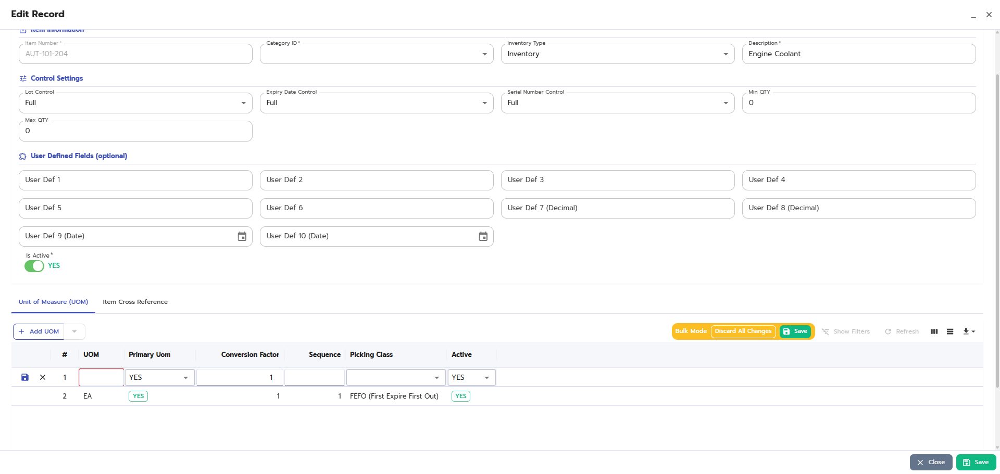 Edit Record
Item Information
Item Number *
AUT-101-204
Category ID *
Inventory Type
Inventory
Description *
Engine Coolant
Control Settings
Lot Control
Full
Expiry Date Control
Full
Serial Number Control
Full
Min QTY
0
Max QTY
0
User Defined Fields (optional)
User Def 1
User Def 2
User Def 3
User Def 4
User Def 5
User Def 6
User Def 7 (Decimal)
User Def 8 (Decimal)
User Def 9 (Date)
User Def 10 (Date)
Is Active *
YES
Unit of Measure (UOM)
Item Cross Reference
Add UOM
Bulk Mode
Discard All Changes
Save
Show Filters
Refresh
# UOM Primary Uom Conversion Factor Sequence Picking Class Active
1 YES 1 YES
2 EA YES 1 1 FEFO (First Expire First Out) YES
Close
Save